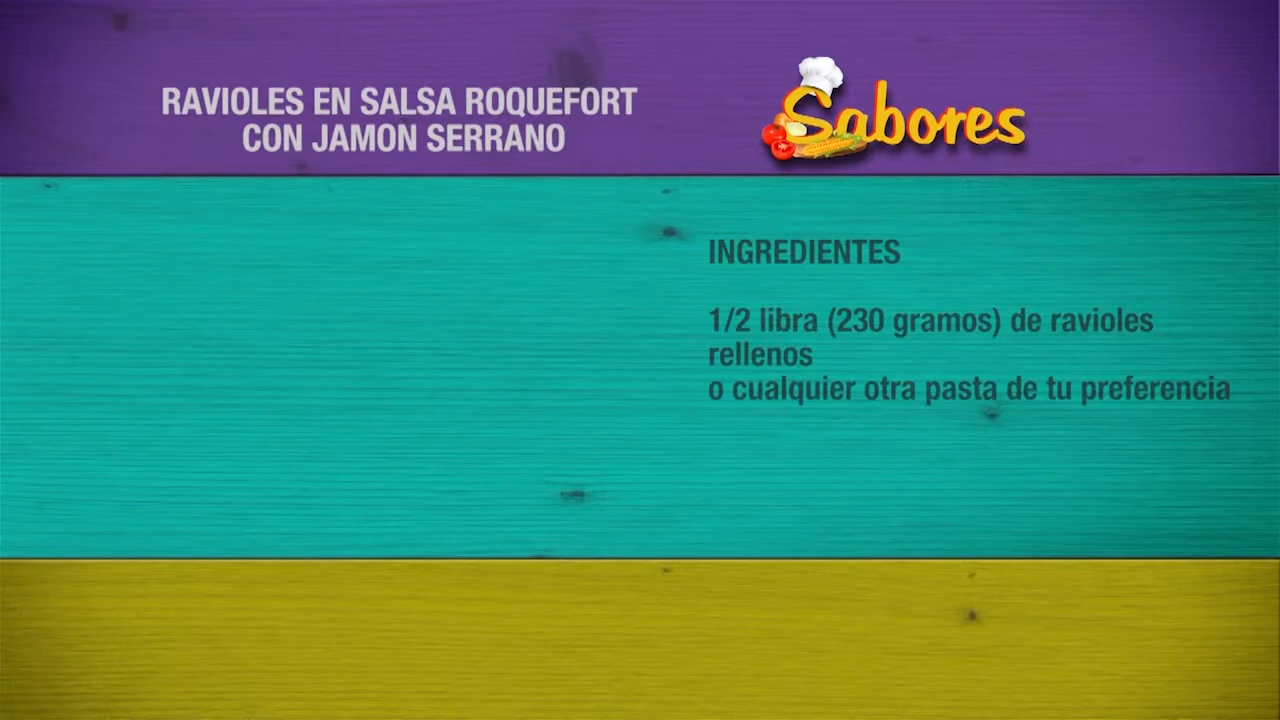 RAVIOLES EN SALSA ROQUEFORT
CON JAMON SERRANO
Sabores
INGREDIENTES
1/2 libra (230 gramos) de ravioles
rellenos
o cualquier otra pasta de tu preferencia